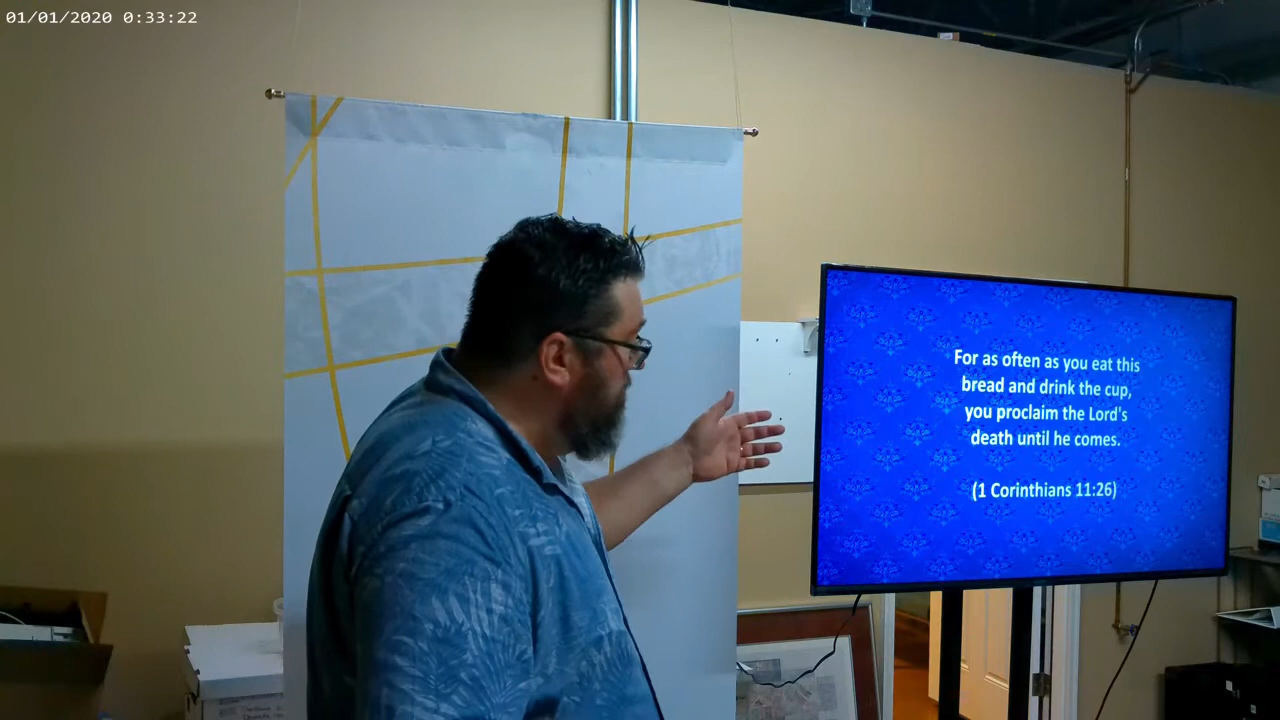 01/01/2020 0:33:22
For as often as you eat this
bread and drink the cup,
you proclaim the Lord's
death until he comes.
(1 Corinthians 11:26)